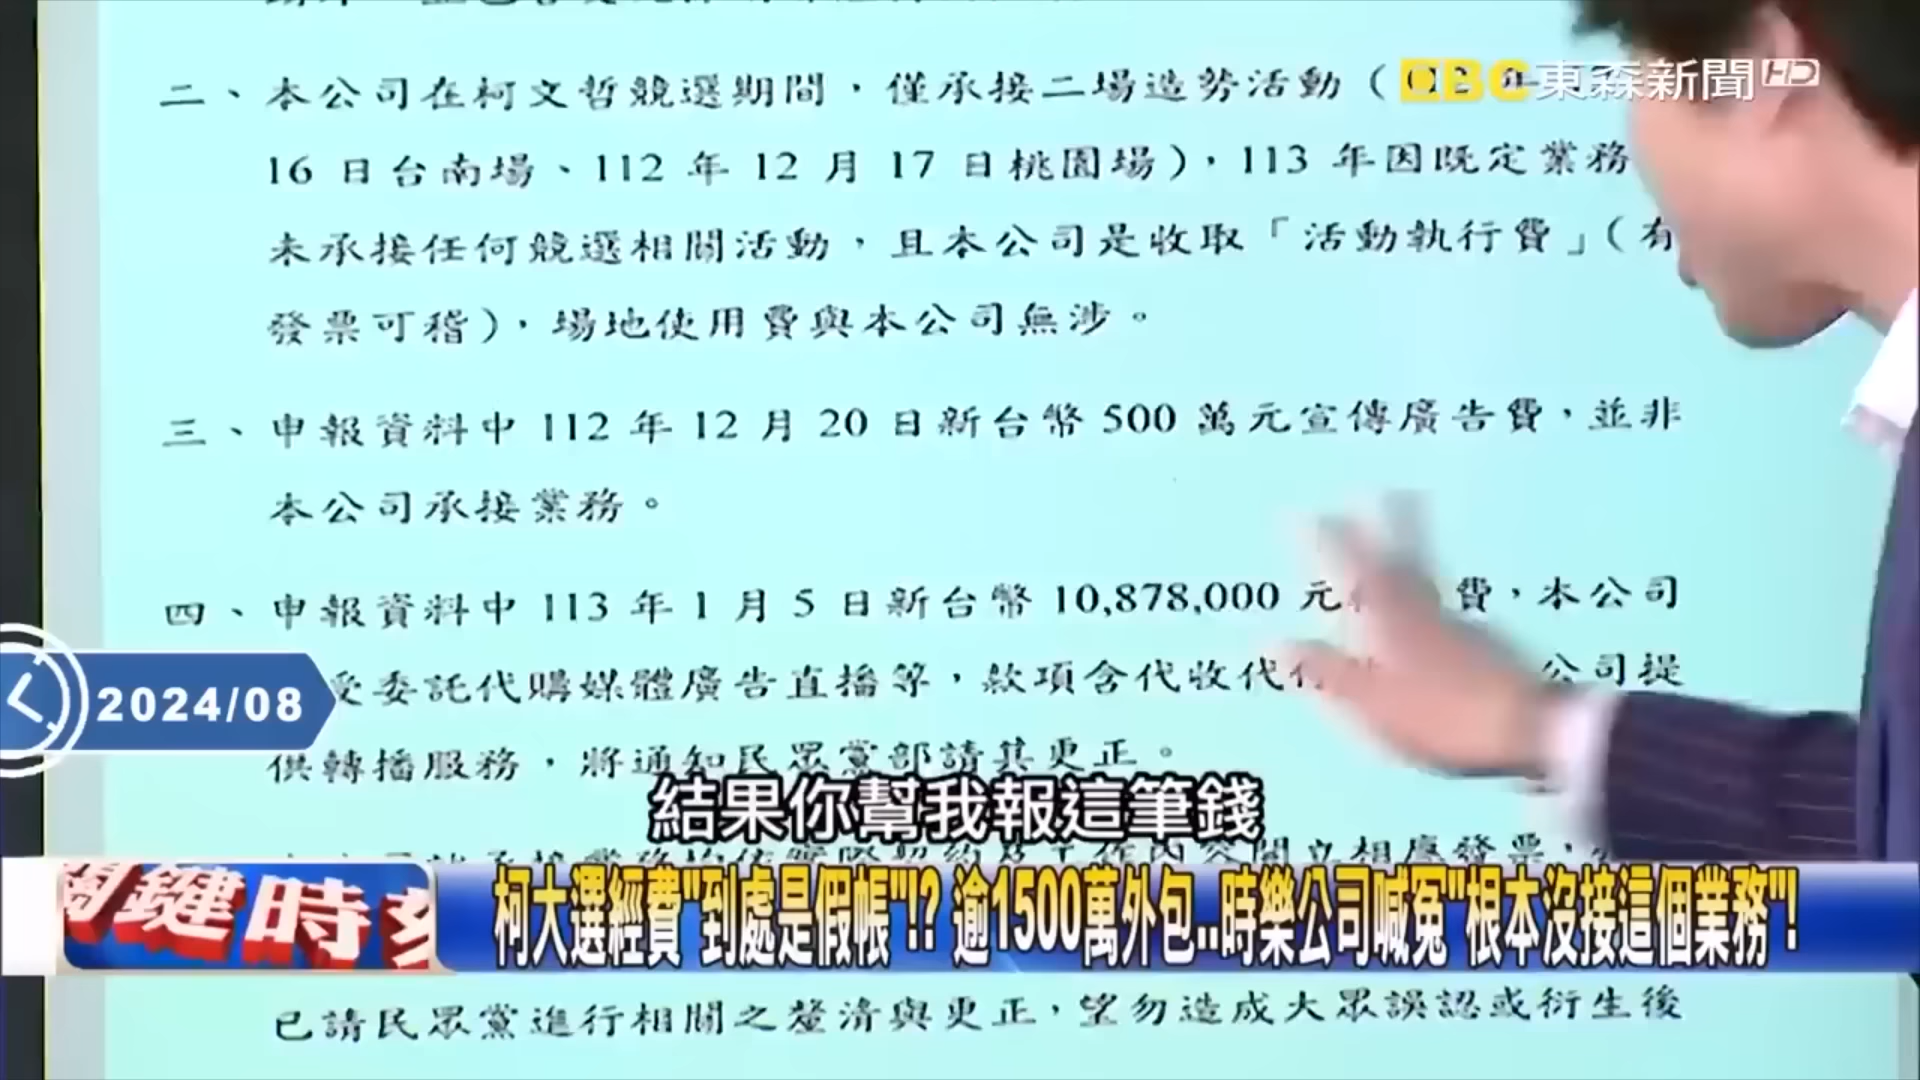 二、本公司在柯文哲競選期間，僅承接二場造勢活動（112年
EBC東森新聞HD
16日台南場、112年12月17日桃園場），113年因既定業務
未承接任何競選相關活動，且本公司是收取「活動執行費」（有
發票可稽），場地使用費與本公司無涉。
三、申報資料中112年12月20日新台幣500萬元宣傳廣告費，並非
本公司承接業務。
四、申報資料中113年1月5日新台幣10,878,000元 費，本公司
受委託代購媒體廣告直播等，款項含代收代付 公司提
2024/08
供轉播服務，將通知民眾黨部請其更正。
結果你幫我報這筆錢
關鍵時刻
柯大選經費"到處是假帳"!? 逾1500萬外包..時樂公司喊冤"根本沒接這個業務"!
已請民眾黨進行相關之釐清與更正，望勿造成大眾誤認或衍生後